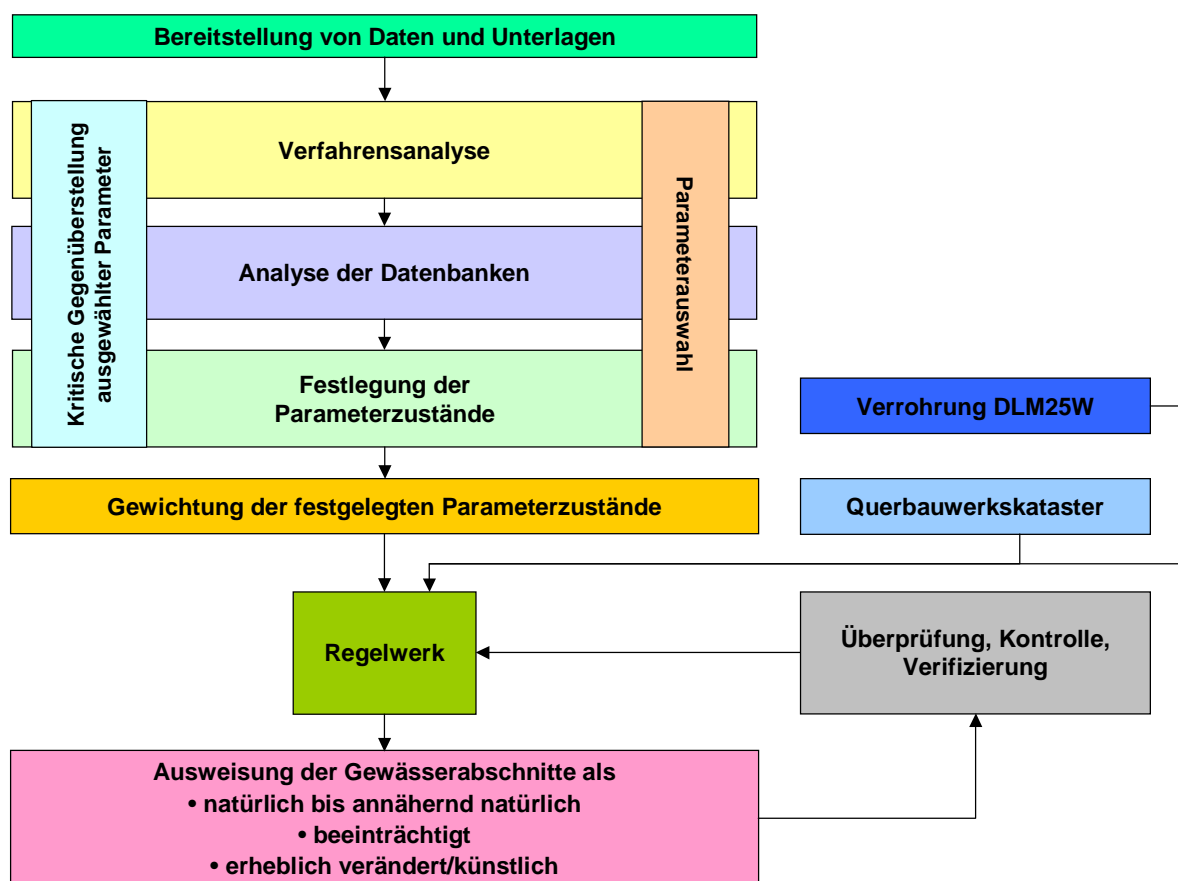 Bereitstellung von Daten und Unterlagen
Kritische Gegenüberstellung
ausgewählter Parameter
Verfahrensanalyse
Parameterauswahl
Analyse der Datenbanken
Festlegung der
Parameterzustände
Verrohrung DLM25W
Gewichtung der festgelegten Parameterzustände
Querbauwerkskataster
Regelwerk
Überprüfung, Kontrolle,
Verifizierung
Ausweisung der Gewässerabschnitte als
• natürlich bis annähernd natürlich
• beeinträchtigt
• erheblich verändert/künstlich